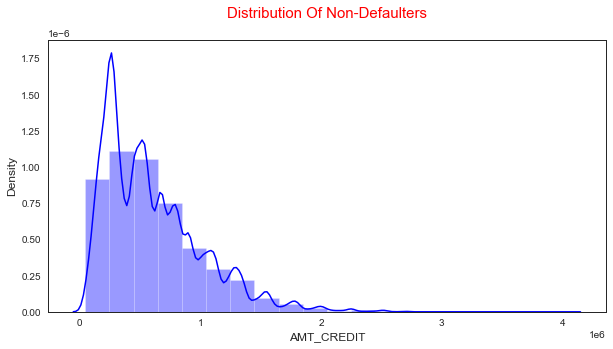 Distribution Of Non-Defaulters
1e−6
1.75
1.50
1.25
1.00
0.75
0.50
0.25
0.00
Density
0 1 2 3 4
1e6
AMT_CREDIT